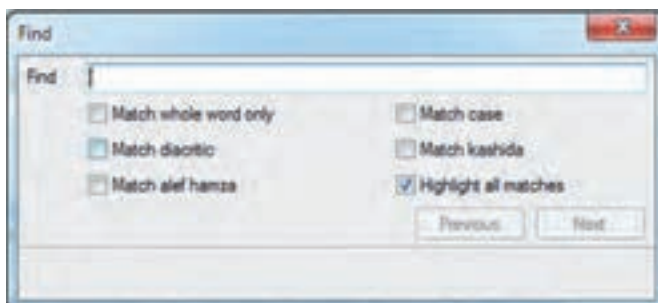 Find
Find
Match whole word only Match case
Match diacritic Match kashida
Match alef hamza Highlight all matches
Previous Next